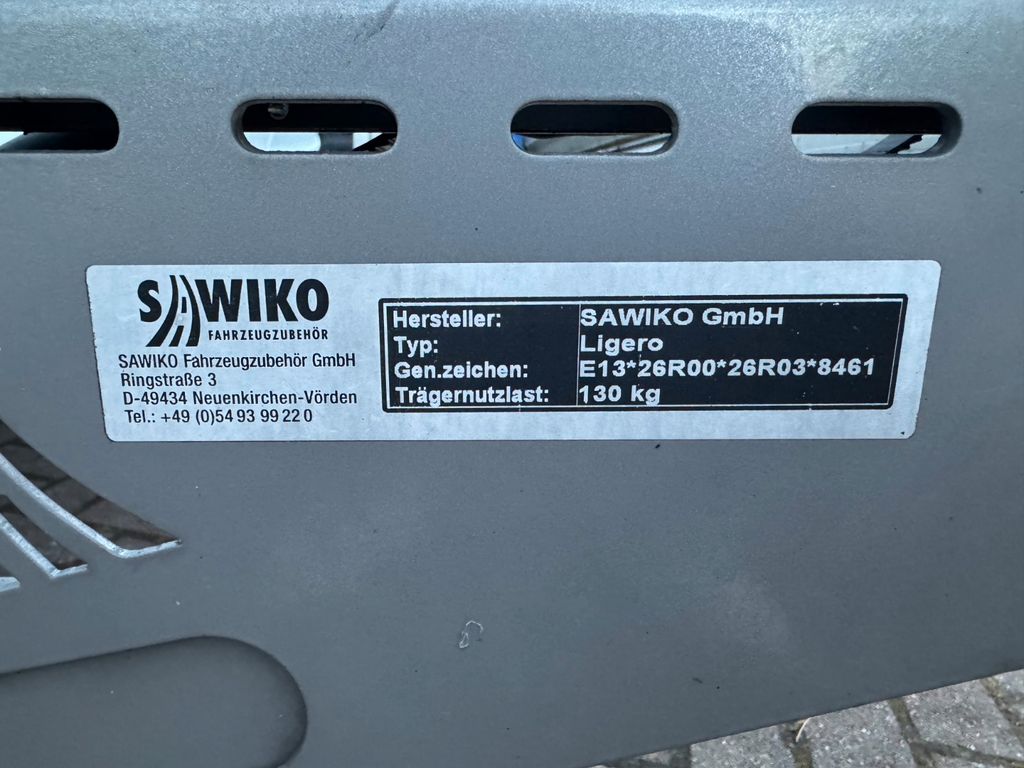 SAWIKO
FAHRZEUGZUBEHÖR
SAWIKO Fahrzeugzubehör GmbH
Ringstraße 3
D-49434 Neuenkirchen-Vörden
Tel.: +49 (0)54 93 99 22 0
Hersteller: SAWIKO GmbH
Typ: Ligero
Gen.zeichen: E13*26R00*26R03*8461
Trägernutzlast: 130 kg